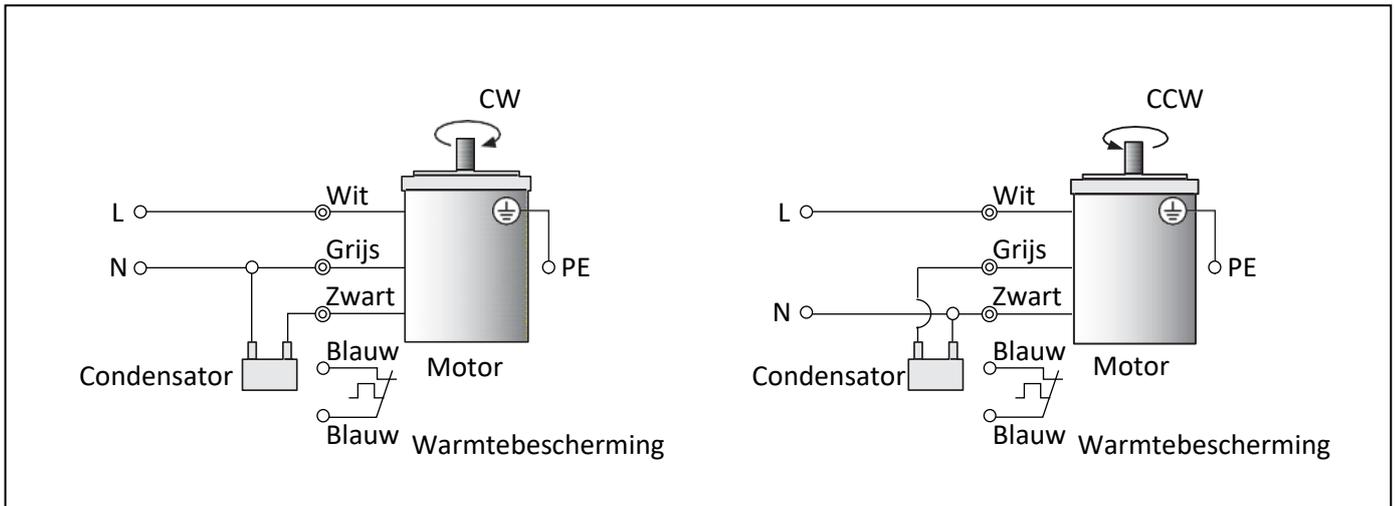 CW
Wit
L
Grijs
N
PE
Zwart
Blauw
Condensator
Motor
Blauw
Warmtebescherming
CCW
Wit
L
Grijs
PE
Zwart
N
Blauw
Condensator
Motor
Blauw
Warmtebescherming